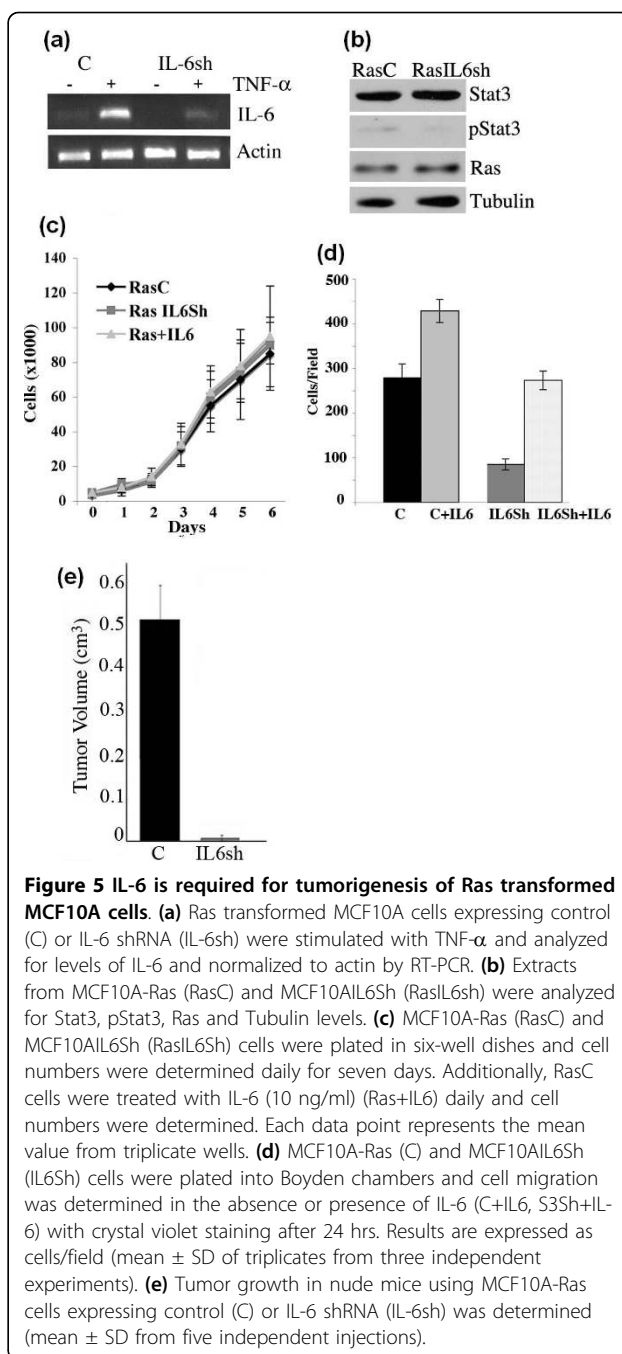 (a)
C IL-6sh
- + - + TNF-α
IL-6
Actin
(b)
RasC RasIL6sh
Stat3
pStat3
Ras
Tubulin
(c)
140
120
100
80
60
40
20
0
Cells (x1000)
RasC
Ras IL6Sh
Ras+IL6
0 1 2 3 4 5 6
Days
(d)
500
400
300
200
100
0
Cells/Field
C C+IL6 IL6Sh IL6Sh+IL6
(e)
0.6
0.5
0.4
0.3
0.2
0.1
0
Tumor Volume (cm³)
C IL6sh
Figure 5 IL-6 is required for tumorigenesis of Ras transformed
MCF10A cells. (a) Ras transformed MCF10A cells expressing control
(C) or IL-6 shRNA (IL-6sh) were stimulated with TNF-α and analyzed
for levels of IL-6 and normalized to actin by RT-PCR. (b) Extracts
from MCF10A-Ras (RasC) and MCF10AIL6Sh (RasIL6sh) were analyzed
for Stat3, pStat3, Ras and Tubulin levels. (c) MCF10A-Ras (RasC) and
MCF10AIL6Sh (RasIL6Sh) cells were plated in six-well dishes and cell
numbers were determined daily for seven days. Additionally, RasC
cells were treated with IL-6 (10 ng/ml) (Ras+IL6) daily and cell
numbers were determined. Each data point represents the mean
value from triplicate wells. (d) MCF10A-Ras (C) and MCF10AIL6Sh
(IL6Sh) cells were plated into Boyden chambers and cell migration
was determined in the absence or presence of IL-6 (C+IL6, S3Sh+IL-
6) with crystal violet staining after 24 hrs. Results are expressed as
cells/field (mean ± SD of triplicates from three independent
experiments). (e) Tumor growth in nude mice using MCF10A-Ras
cells expressing control (C) or IL-6 shRNA (IL-6sh) was determined
(mean ± SD from five independent injections).